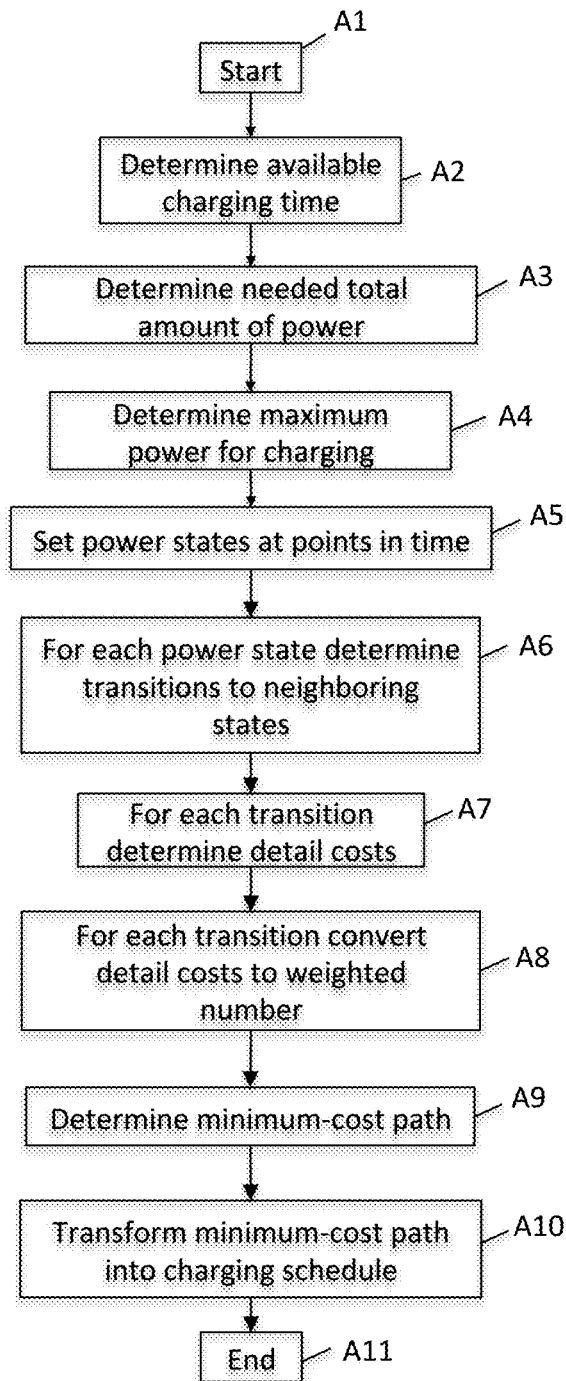 A1
Start
Determine available
charging time
A2
Determine needed total
amount of power
A3
Determine maximum
power for charging
A4
Set power states at points in time
A5
For each power state determine
transitions to neighboring
states
A6
For each transition
determine detail costs
A7
For each transition convert
detail costs to weighted
number
A8
Determine minimum-cost path
A9
Transform minimum-cost path
into charging schedule
A10
End
A11